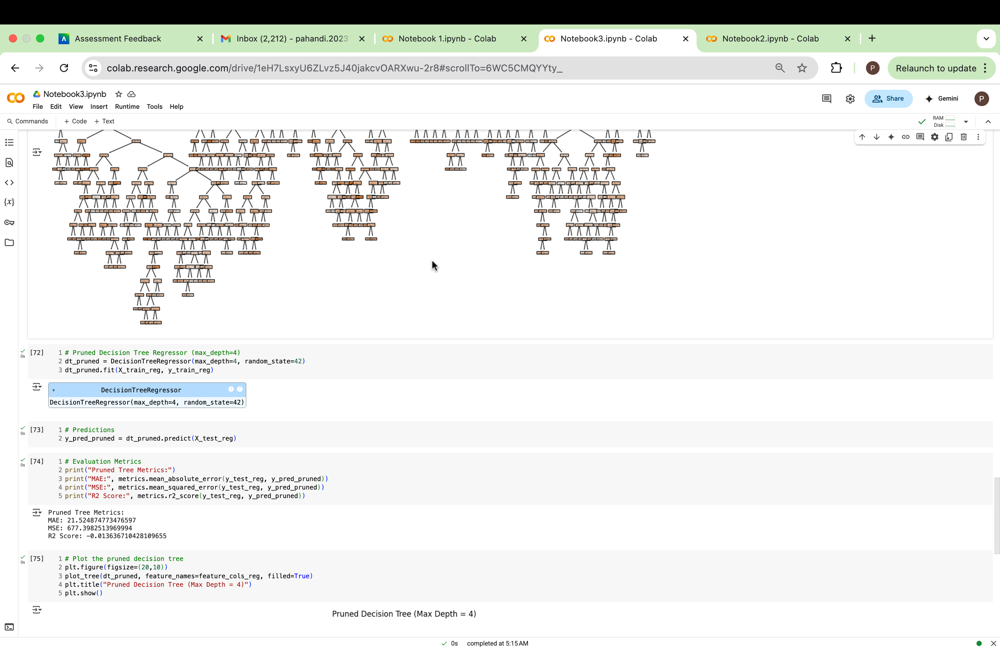 Assessment Feedback
Inbox (2,212) - pahandi.2023
Notebook 1.ipynb - Colab
Notebook3.ipynb - Colab
Notebook2.ipynb - Colab
colab.research.google.com/drive/1eH7LsxyU6ZLvz5J40jakcvOARXwu-2r8#scrollTo=6WC5CMQYYty_
P
Relaunch to update
CO
Notebook3.ipynb
File Edit View Insert Runtime Tools Help
Share
Gemini
P
Commands + Code + Text
RAM
Disk
[72]
0s
1 # Pruned Decision Tree Regressor (max_depth=4)
2 dt_pruned = DecisionTreeRegressor(max_depth=4, random_state=42)
3 dt_pruned.fit(X_train_reg, y_train_reg)
DecisionTreeRegressor
DecisionTreeRegressor(max_depth=4, random_state=42)
[73]
0s
1 # Predictions
2 y_pred_pruned = dt_pruned.predict(X_test_reg)
[74]
0s
1 # Evaluation Metrics
2 print("Pruned Tree Metrics:")
3 print("MAE:", metrics.mean_absolute_error(y_test_reg, y_pred_pruned))
4 print("MSE:", metrics.mean_squared_error(y_test_reg, y_pred_pruned))
5 print("R2 Score:", metrics.r2_score(y_test_reg, y_pred_pruned))
Pruned Tree Metrics:
MAE: 21.524874773476597
MSE: 677.3982513969994
R2 Score: -0.013636710428109655
[75]
0s
1 # Plot the pruned decision tree
2 plt.figure(figsize=(20,10))
3 plot_tree(dt_pruned, feature_names=feature_cols_reg, filled=True)
4 plt.title("Pruned Decision Tree (Max Depth = 4)")
5 plt.show()
Pruned Decision Tree (Max Depth = 4)
0s completed at 5:15 AM